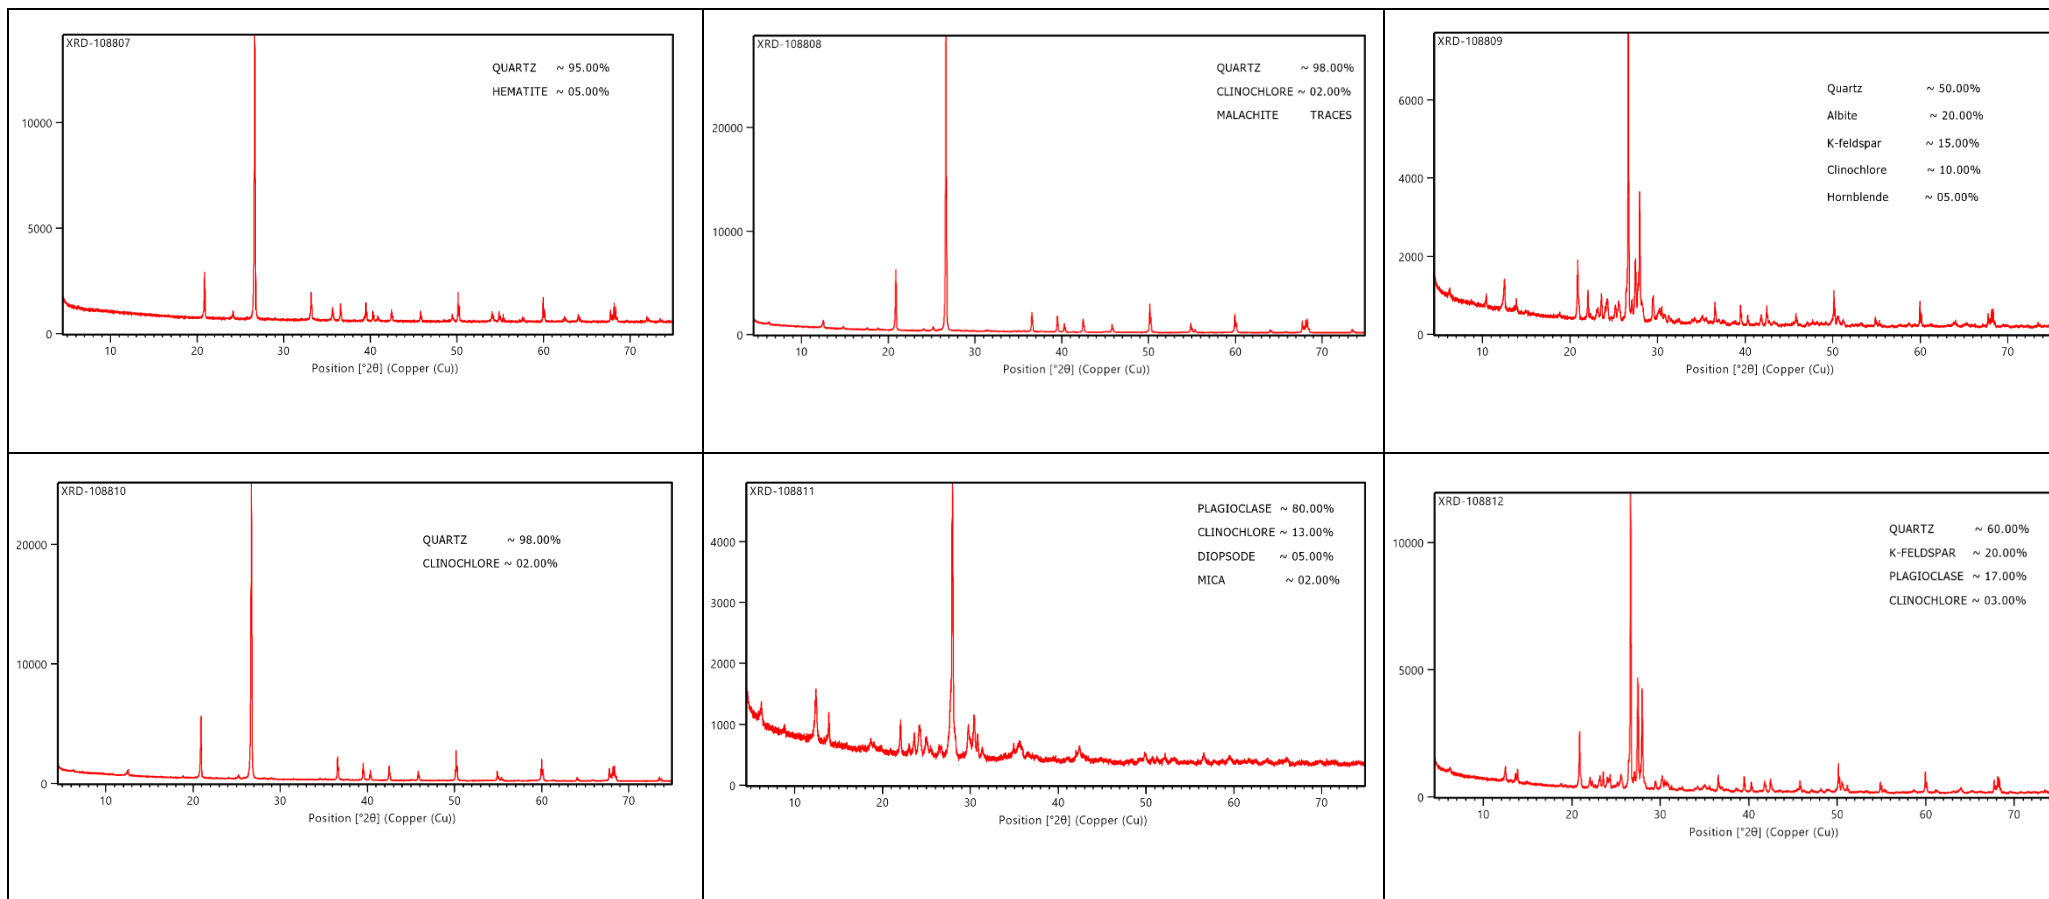 XRD-108807
QUARTZ ~ 95.00%
HEMATITE ~ 05.00%
10000
5000
0
10 20 30 40 50 60 70
Position [°2θ] (Copper (Cu))
XRD-108808
QUARTZ ~ 98.00%
CLINOCHLORE ~ 02.00%
MALACHITE TRACES
20000
10000
0
10 20 30 40 50 60 70
Position [°2θ] (Copper (Cu))
XRD-108809
Quartz ~ 50.00%
Albite ~ 20.00%
K-feldspar ~ 15.00%
Clinochlore ~ 10.00%
Hornblende ~ 05.00%
6000
4000
2000
0
10 20 30 40 50 60 70
Position [°2θ] (Copper (Cu))
XRD-108810
QUARTZ ~ 98.00%
CLINOCHLORE ~ 02.00%
20000
10000
0
10 20 30 40 50 60 70
Position [°2θ] (Copper (Cu))
XRD-108811
PLAGIOCLASE ~ 80.00%
CLINOCHLORE ~ 13.00%
DIOPSODE ~ 05.00%
MICA ~ 02.00%
4000
3000
2000
1000
0
10 20 30 40 50 60 70
Position [°2θ] (Copper (Cu))
XRD-108812
QUARTZ ~ 60.00%
K-FELDSPAR ~ 20.00%
PLAGIOCLASE ~ 17.00%
CLINOCHLORE ~ 03.00%
10000
5000
0
10 20 30 40 50 60 70
Position [°2θ] (Copper (Cu))